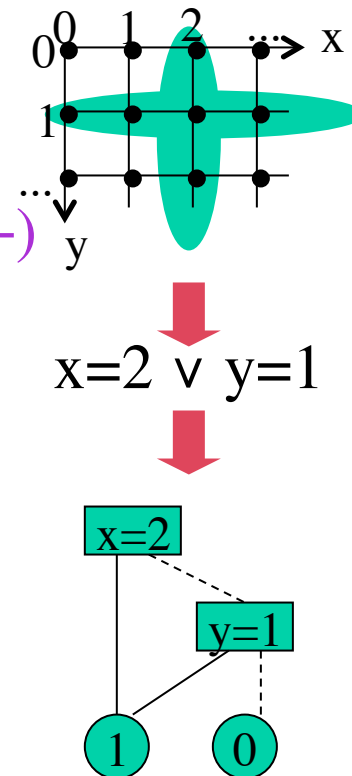 0 1 2 ... x
0
1
...
-)
y
x=2 ∨ y=1
x=2
y=1
1 0